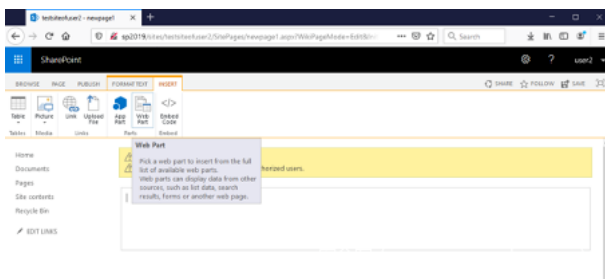 testsiteofuser2 - newpage1
sp2019/sites/testsiteofuser2/SitePages/newpage1.aspx?WikiPageMode=Edit&
Search
SharePoint
user2
BROWSE PAGE PUBLISH FORMAT TEXT INSERT
SHARE FOLLOW SAVE
Table Picture Link Upload File App Part Web Part Embed Code
Tables Media Links Parts Embed
Home
Documents
Pages
Site contents
Recycle Bin
EDIT LINKS
Web Part
Pick a web part to insert from the full
list of available web parts.
Web parts can display data from other
sources, such as list data, search
results, forms or another web page.
horized users.